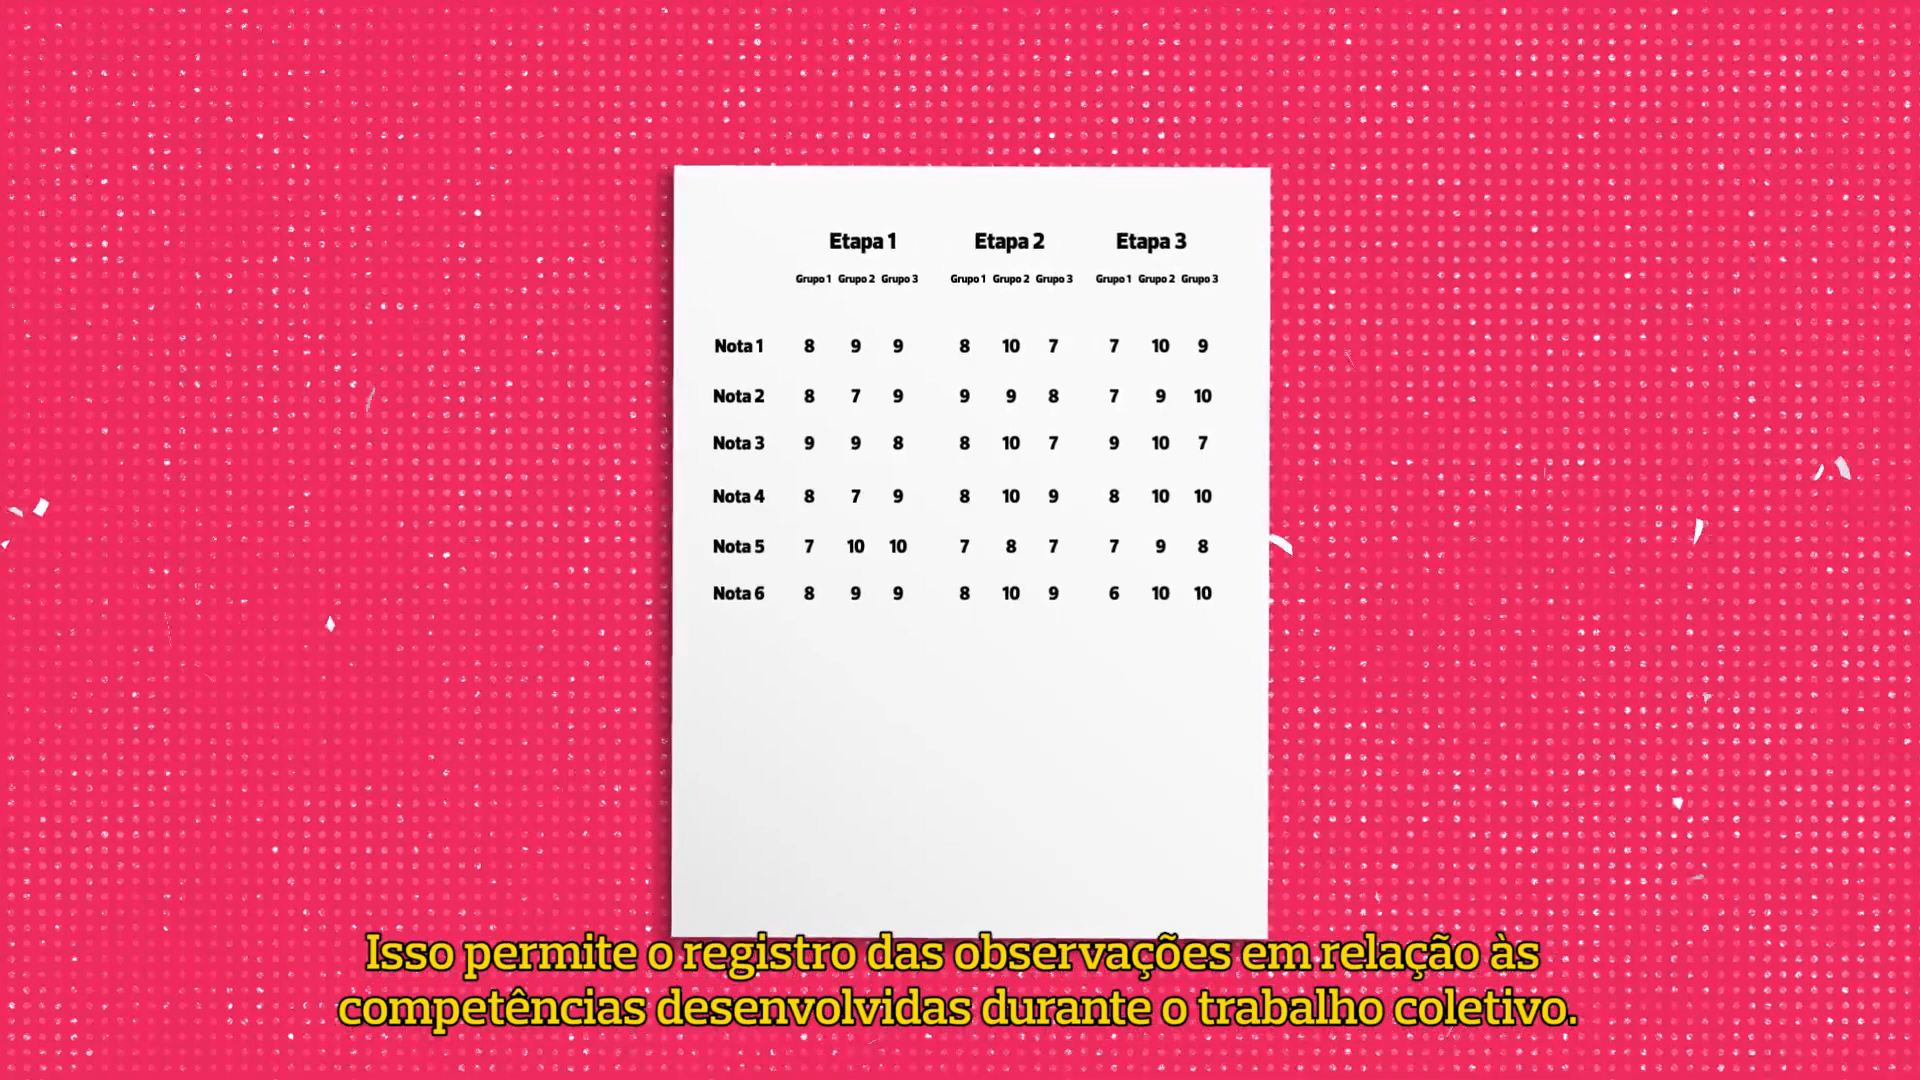 Etapa 1 Etapa 2 Etapa 3
Grupo 1 Grupo 2 Grupo 3 Grupo 1 Grupo 2 Grupo 3 Grupo 1 Grupo 2 Grupo 3
Nota 1 8 9 9 8 10 7 7 10 9
Nota 2 8 7 9 9 9 8 7 9 10
Nota 3 9 9 8 8 10 7 9 10 7
Nota 4 8 7 9 8 10 9 8 10 10
Nota 5 7 10 10 7 8 7 7 9 8
Nota 6 8 9 9 8 10 9 6 10 10
Isso permite o registro das observações em relação às
competências desenvolvidas durante o trabalho coletivo.